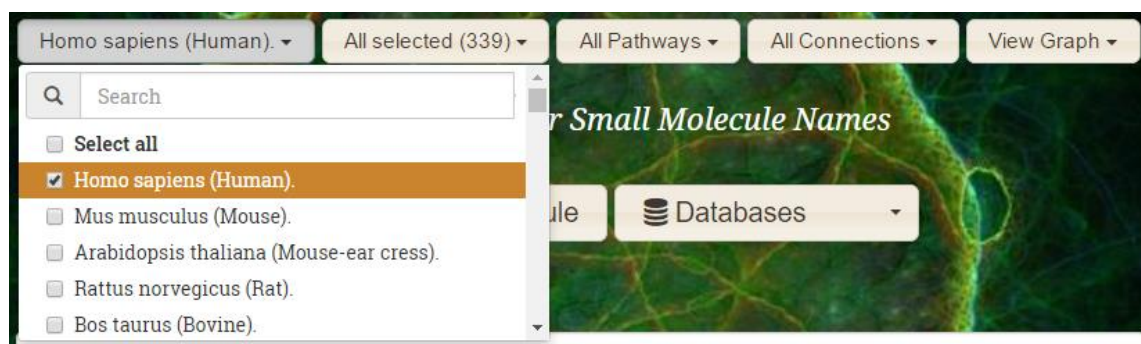 Homo sapiens (Human). All selected (339) All Pathways All Connections View Graph
Search
r Small Molecule Names
Select all
Homo sapiens (Human).
Mus musculus (Mouse).
ule Databases
Arabidopsis thaliana (Mouse-ear cress).
Rattus norvegicus (Rat).
Bos taurus (Bovine).